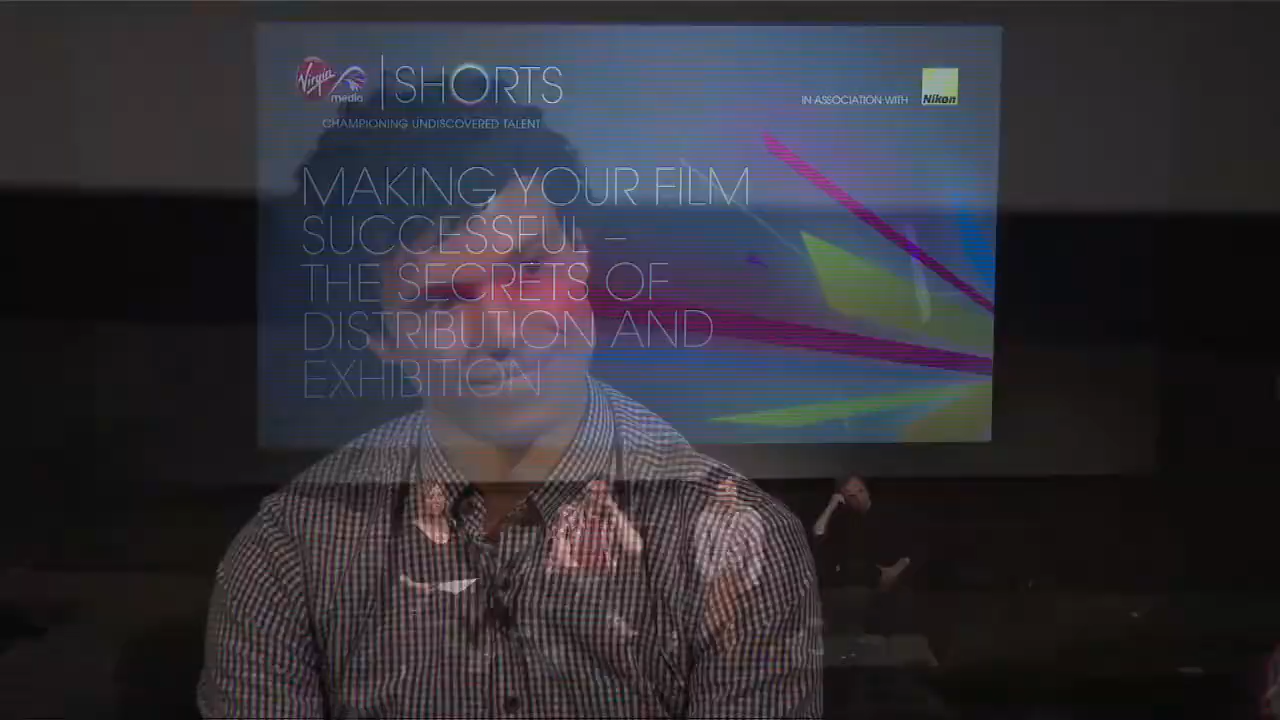 Virgin
media
SHORTS
CHAMPIONING UNDISCOVERED TALENT
IN ASSOCIATION WITH
Nikon
MAKING YOUR FILM
SUCCESSFUL –
THE SECRETS OF
DISTRIBUTION AND
EXHIBITION